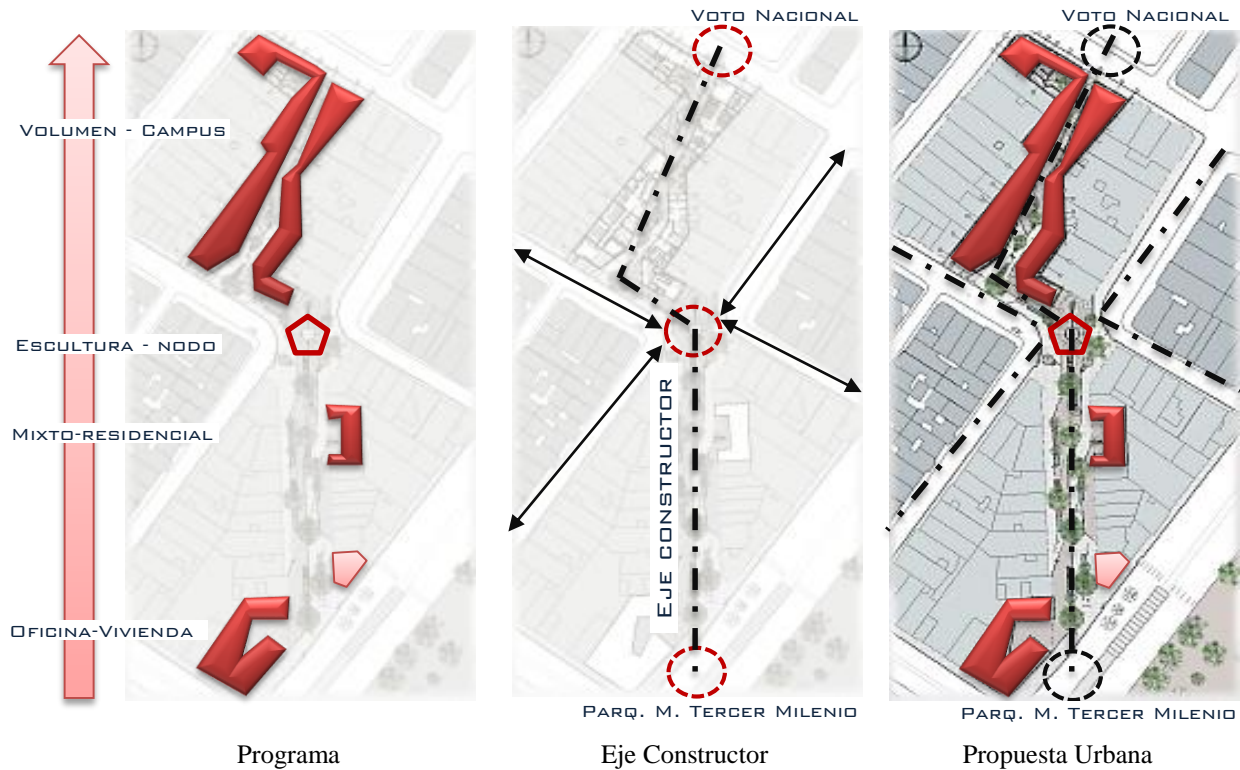 Voto Nacional
Voto Nacional
Volumen - Campus
Escultura - nodo
Mixto-residencial
Eje constructor
Oficina-Vivienda
Parq. M. Tercer Milenio
Parq. M. Tercer Milenio
Programa
Eje Constructor
Propuesta Urbana